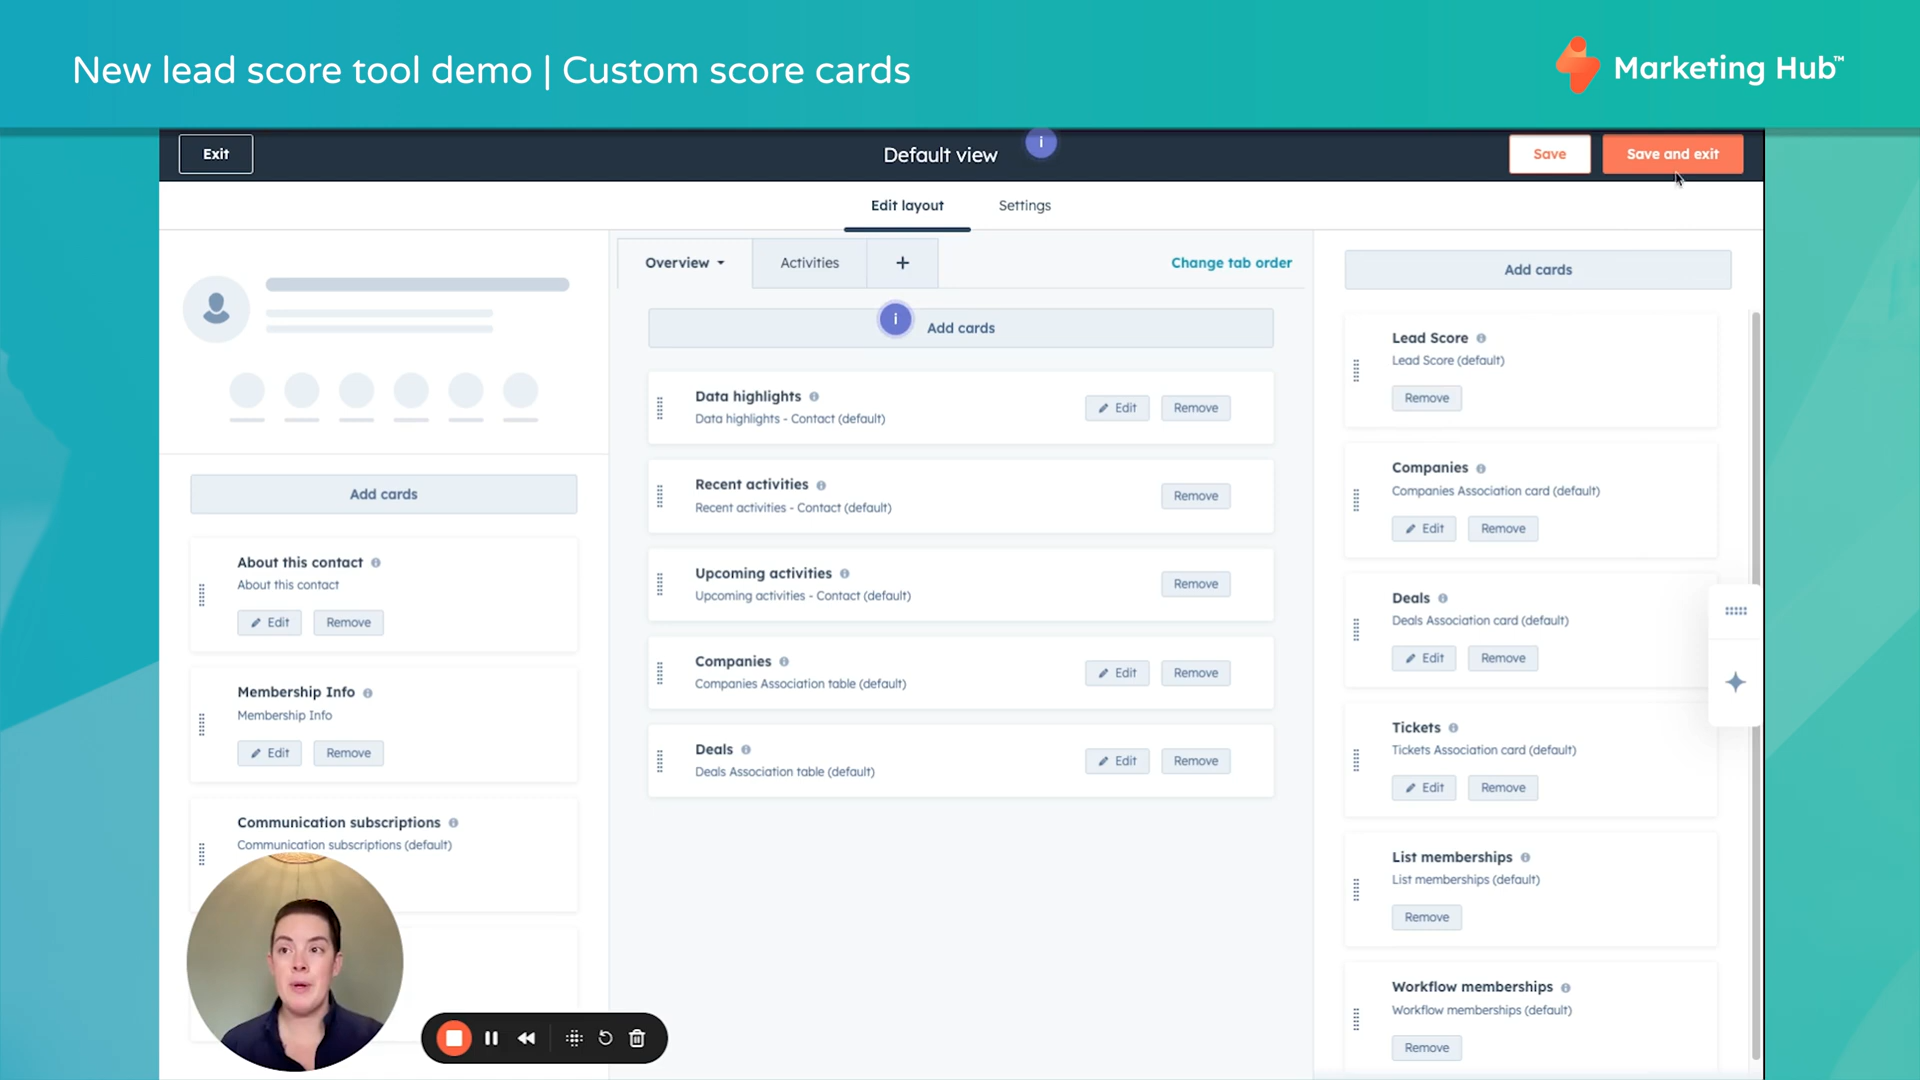 New lead score tool demo | Custom score cards
Marketing Hub™
Exit
Default view
i
Save
Save and exit
Edit layout
Settings
Overview
Activities
+
Change tab order
Add cards
About this contact
About this contact
Edit
Remove
Membership Info
Membership Info
Edit
Remove
Communication subscriptions
Communication subscriptions (default)
i
Add cards
Data highlights
Data highlights - Contact (default)
Edit
Remove
Recent activities
Recent activities - Contact (default)
Remove
Upcoming activities
Upcoming activities - Contact (default)
Remove
Companies
Companies Association table (default)
Edit
Remove
Deals
Deals Association table (default)
Edit
Remove
Add cards
Lead Score
Lead Score (default)
Remove
Companies
Companies Association card (default)
Edit
Remove
Deals
Deals Association card (default)
Edit
Remove
Tickets
Tickets Association card (default)
Edit
Remove
List memberships
List memberships (default)
Remove
Workflow memberships
Workflow memberships (default)
Remove